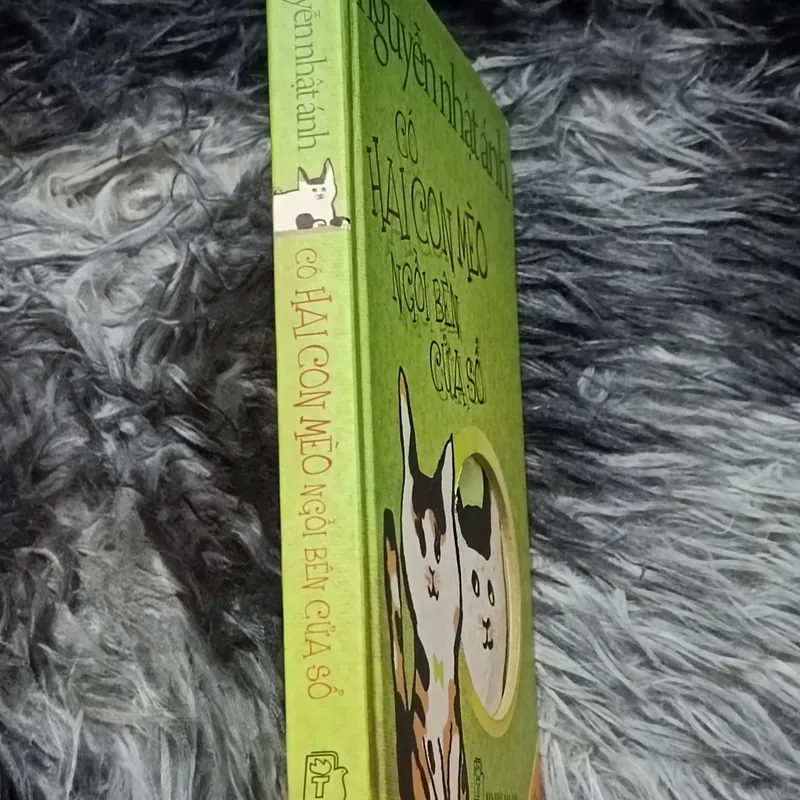 nguyễn nhật ánh
CÓ
HAI CON MÈO
NGỒI BÊN
CỬA SỔ
yễn nhật ánh
CÓ HAI CON MÈO NGỒI BÊN CỬA SỔ